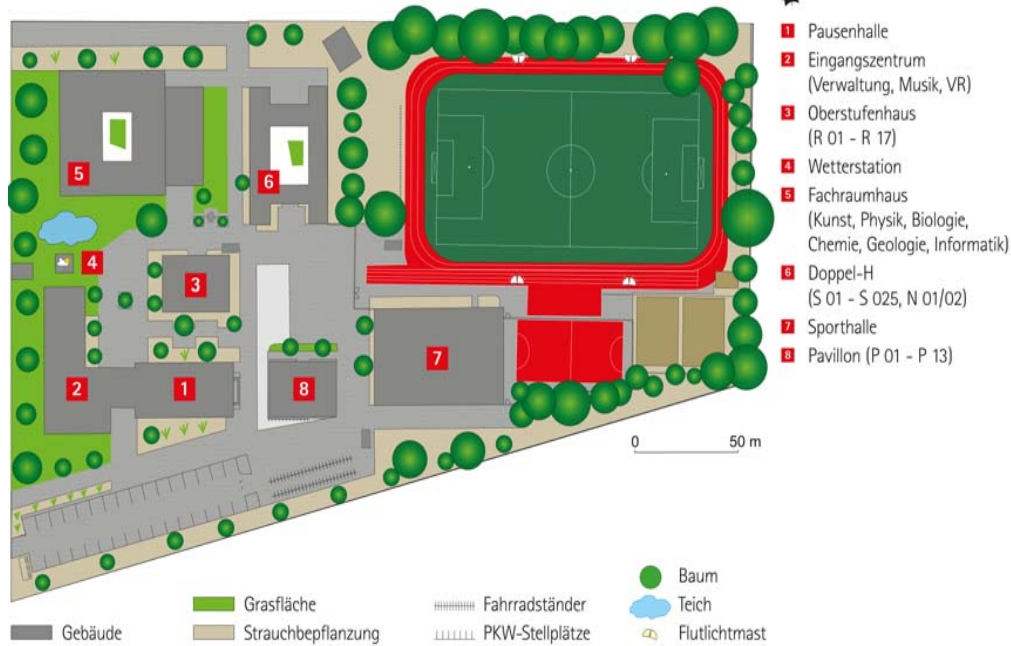 1 Pausenhalle
2 Eingangszentrum
(Verwaltung, Musik, VR)
3 Oberstufenhaus
(R 01 - R 17)
4 Wetterstation
5 Fachraumhaus
(Kunst, Physik, Biologie,
Chemie, Geologie, Informatik)
6 Doppel-H
(S 01 - S 025, N 01/02)
7 Sporthalle
8 Pavillon (P 01 - P 13)
5
6
4
3
7
2
1
8
0 50 m
Baum
Grasfläche
Fahrradständer
Teich
Gebäude
Strauchbepflanzung
PKW-Stellplätze
Flutlichtmast